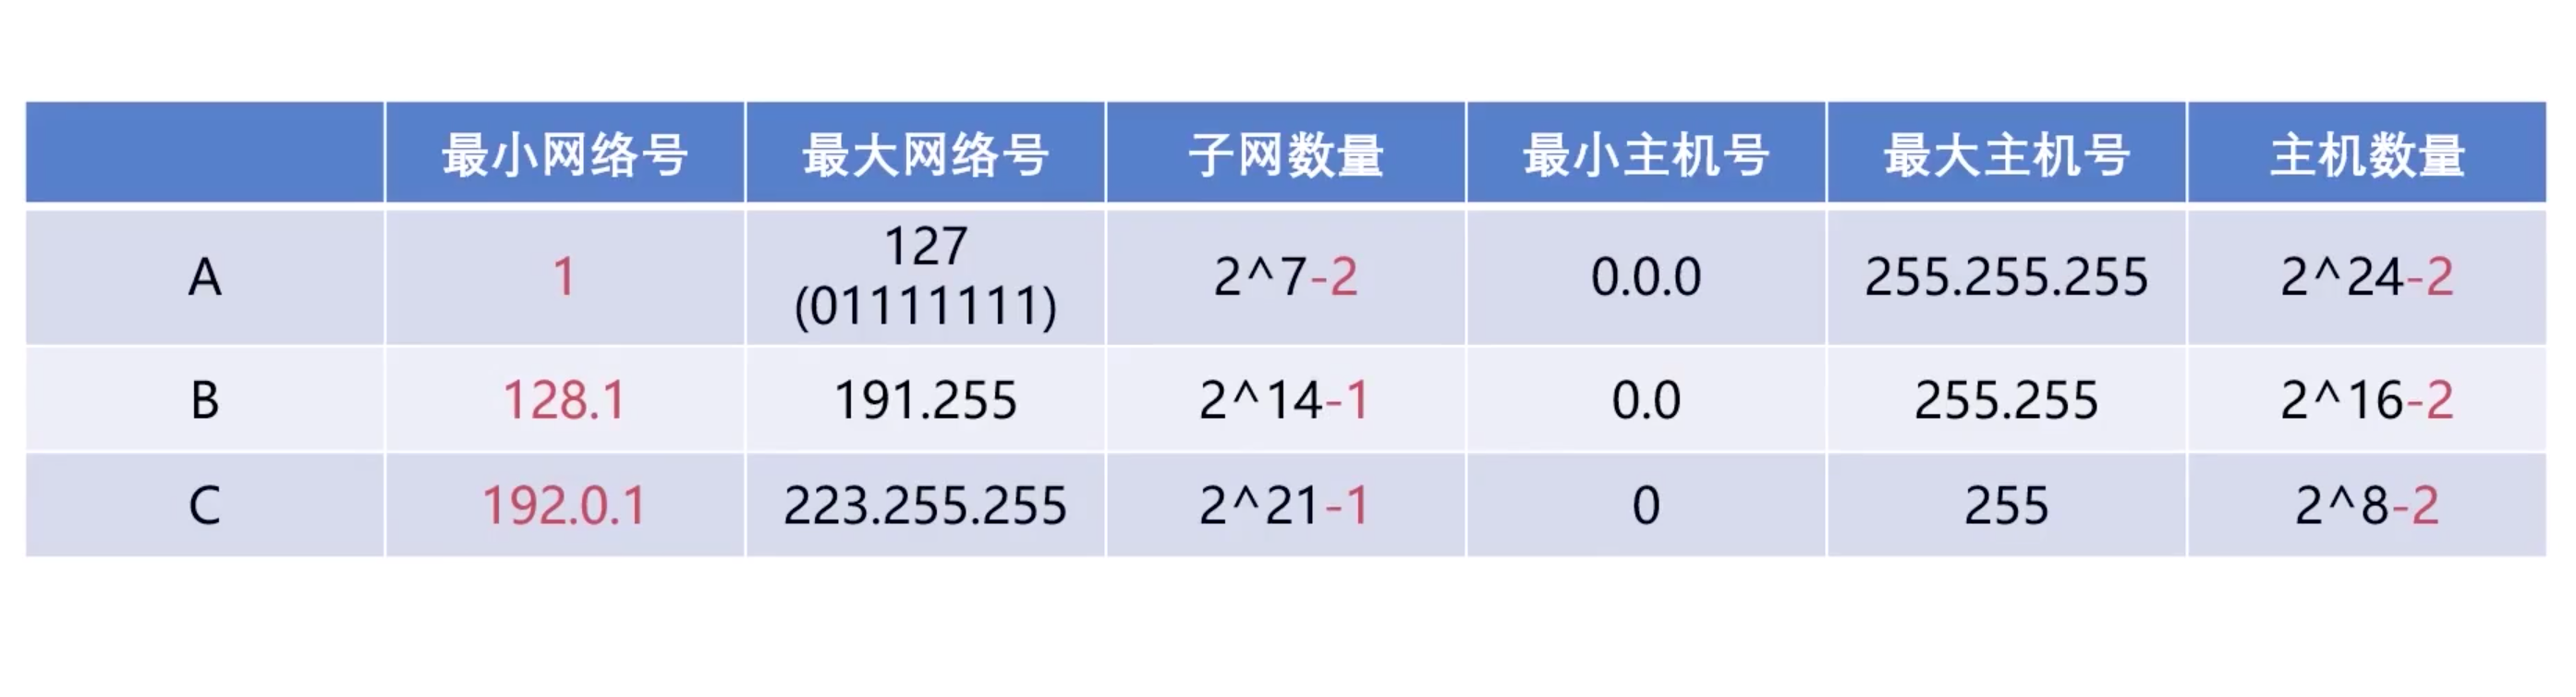 最小网络号 最大网络号 子网数量 最小主机号 最大主机号 主机数量
A 1 127 (01111111) 2^7-2 0.0.0 255.255.255 2^24-2
B 128.1 191.255 2^14-1 0.0 255.255 2^16-2
C 192.0.1 223.255.255 2^21-1 0 255 2^8-2